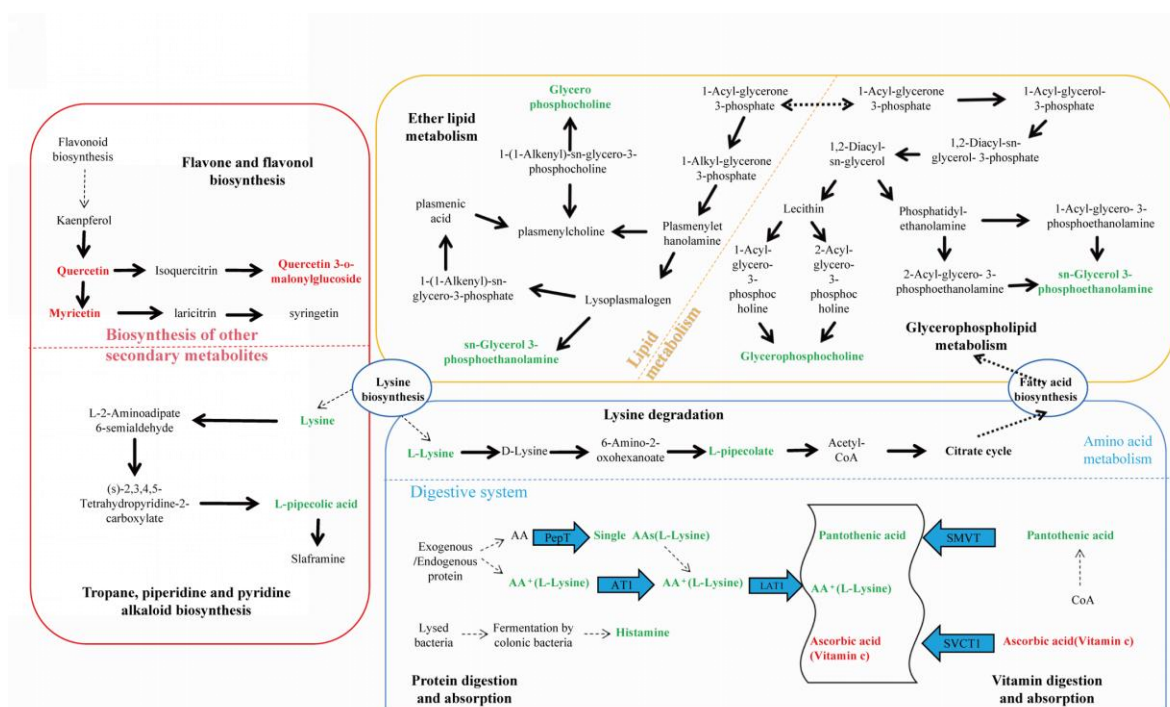 Flavonoid
biosynthesis
Flavone and flavonol
biosynthesis
Kaenpferol
Quercetin
Isoquercitrin
Quercetin 3-o-
malonylglucoside
Myricetin
laricitrin
syringetin
Biosynthesis of other
secondary metabolites
L-2-Aminoadipate
6-semialdehyde
Lysine
(s)-2,3,4,5-
Tetrahydropyridine-2-
carboxylate
L-pipecolic acid
Slaframine
Tropane, piperidine and pyridine
alkaloid biosynthesis
Ether lipid
metabolism
Glycero
phosphocholine
1-(1-Alkenyl)-sn-glycero-3-
phosphocholine
plasmenic
acid
plasmenylcholine
1-(1-Alkenyl)-sn-
glycero-3-phosphate
1-Acyl-glycerone
3-phosphate
1-Alkyl-glycerone
3-phosphate
Plasmenylet
hanolamine
Lysoplasmalogen
sn-Glycerol 3-
phosphoethanolamine
Lipid
metabolism
1-Acyl-glycerone
3-phosphate
1-Acyl-glycerol-
3-phosphate
1,2-Diacyl-sn-
glycerol- 3-phosphate
1,2-Diacyl-
sn-glycerol
Lecithin
Phosphatidyl-
ethanolamine
1-Acyl-glycero- 3-
phosphoethanolamine
1-Acyl-
glycero-
3-
phosphoc
holine
2-Acyl-
glycero-
3-
phosphoc
holine
2-Acyl-glycero- 3-
phosphoethanolamine
sn-Glycerol 3-
phosphoethanolamine
Glycerophosphocholine
Glycerophospholipid
metabolism
Lysine
biosynthesis
Fatty acid
biosynthesis
Lysine degradation
L-Lysine
D-Lysine
6-Amino-2-
oxohexanoate
L-pipecolate
Acetyl-
CoA
Citrate cycle
Amino acid
metabolism
Digestive system
Exogenous
/Endogenous
protein
AA
PepT
Single AAs(L-Lysine)
AA⁺(L-Lysine)
AT1
AA⁺(L-Lysine)
LAT1
AA⁺(L-Lysine)
Lysed
bacteria
Fermentation by
colonic bacteria
Histamine
Protein digestion
and absorption
Pantothenic acid
SMVT
Pantothenic acid
CoA
Ascorbic acid
(Vitamin c)
SVCT1
Ascorbic acid(Vitamin c)
Vitamin digestion
and absorption